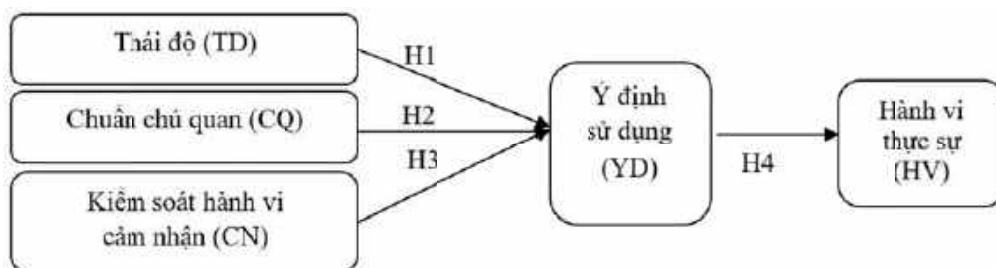 Thái độ (TD)
H1
Chuẩn chủ quan (CQ)
H2
H3
Kiểm soát hành vi
cảm nhận (CN)
Ý định
sử dụng
(YD)
H4
Hành vi
thực sự
(HV)